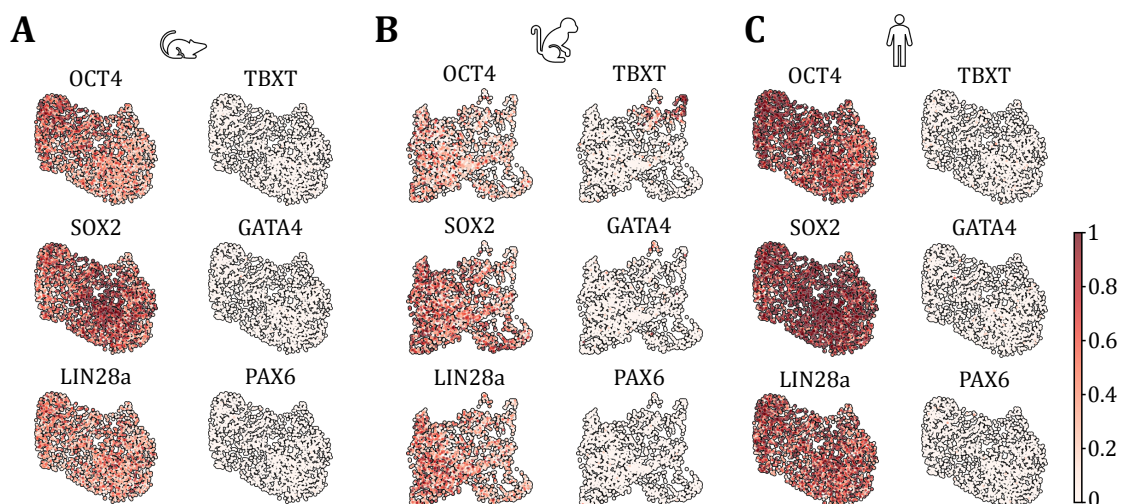 A
B
C
OCT4 TBXT
OCT4 TBXT
OCT4 TBXT
SOX2 GATA4
SOX2 GATA4
SOX2 GATA4
LIN28a PAX6
LIN28a PAX6
LIN28a PAX6
1
0.8
0.6
0.4
0.2
0